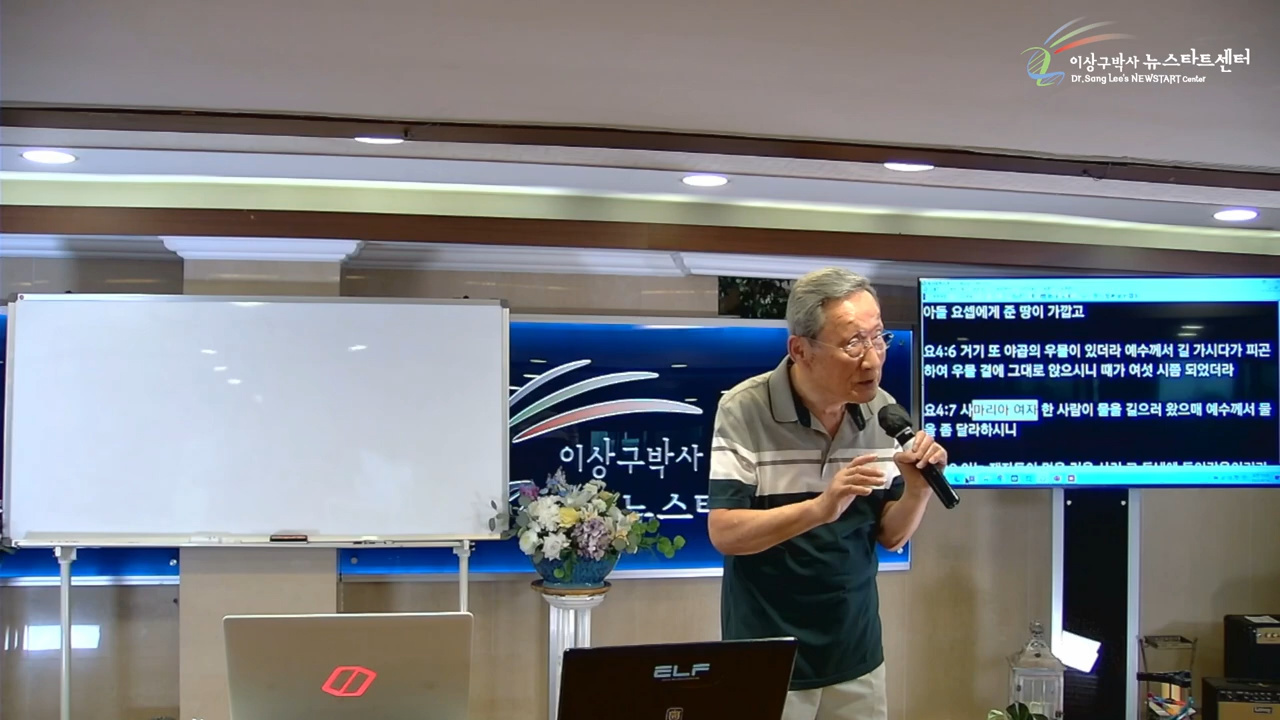 이상구박사 뉴스타트센터
Dr. Sang Lee's NEWSTART Center
아들 요셉에게 준 땅이 가깝고
요4:6 거기 또 야곱의 우물이 있더라 예수께서 길 가시다가 피곤
하여 우물 곁에 그대로 앉으시니 때가 여섯 시쯤 되었더라
요4:7 사마리아 여자 한 사람이 물을 길으러 왔으매 예수께서 물
을 좀 달라하시니
이상구박사
뉴스타
ELF